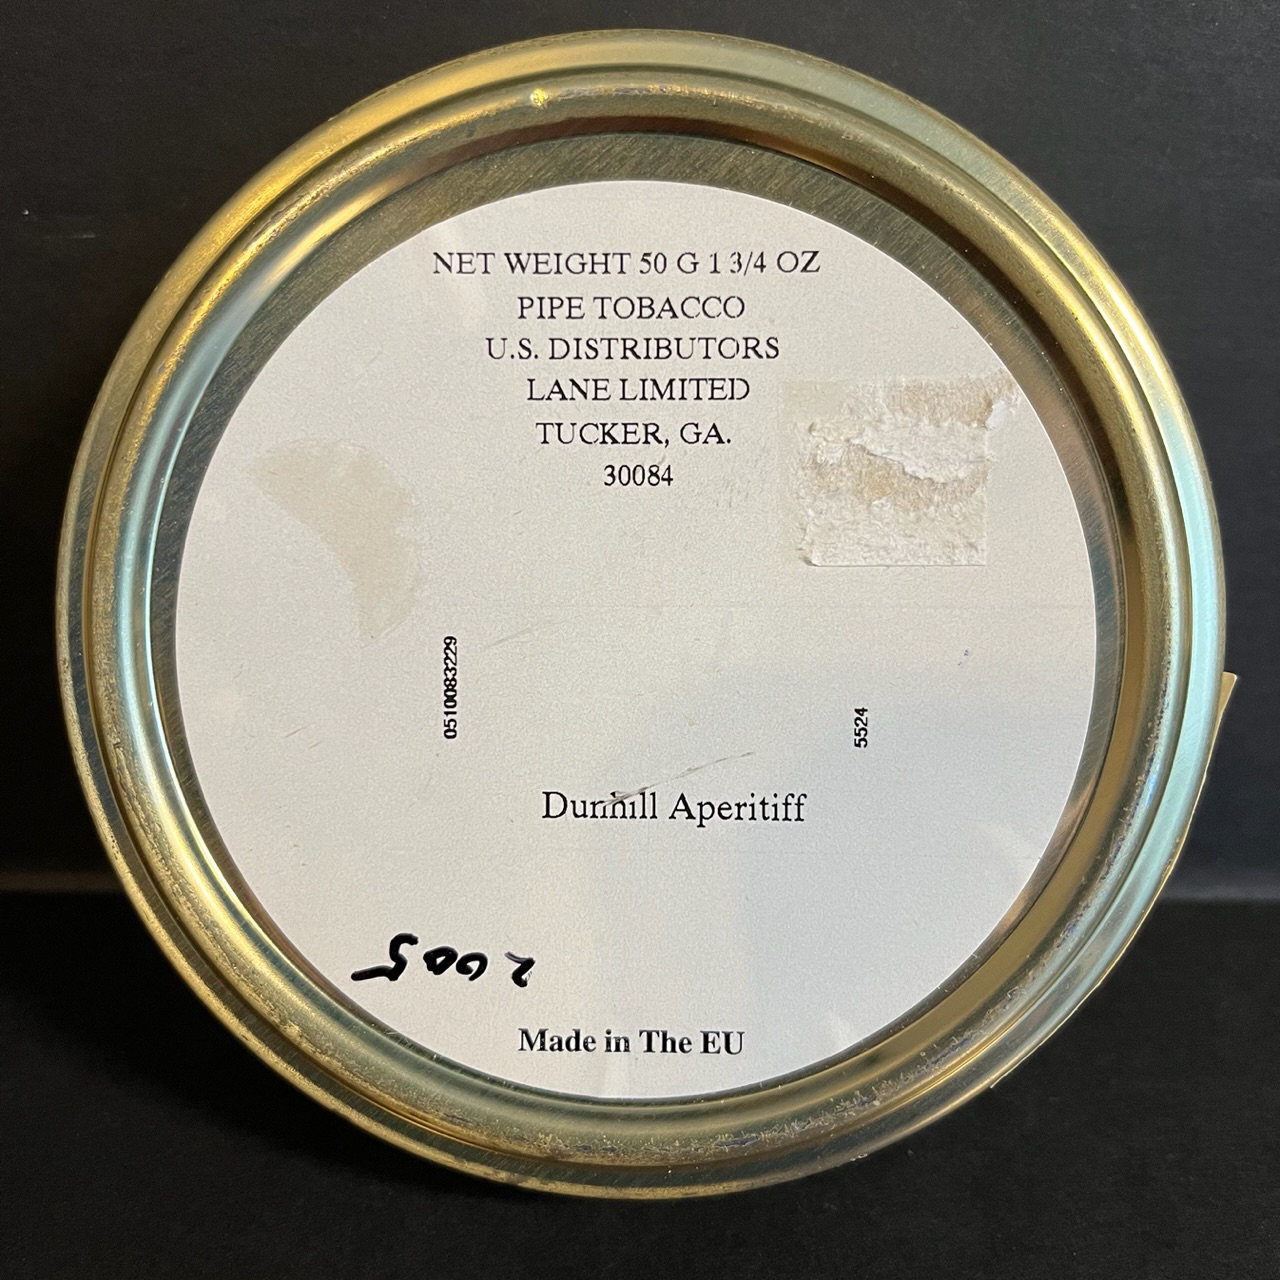 NET WEIGHT 50 G 1 3/4 OZ
PIPE TOBACCO
U.S. DISTRIBUTORS
LANE LIMITED
TUCKER, GA.
30084
0510083229
5524
Dunhill Aperitiff
2005
Made in The EU